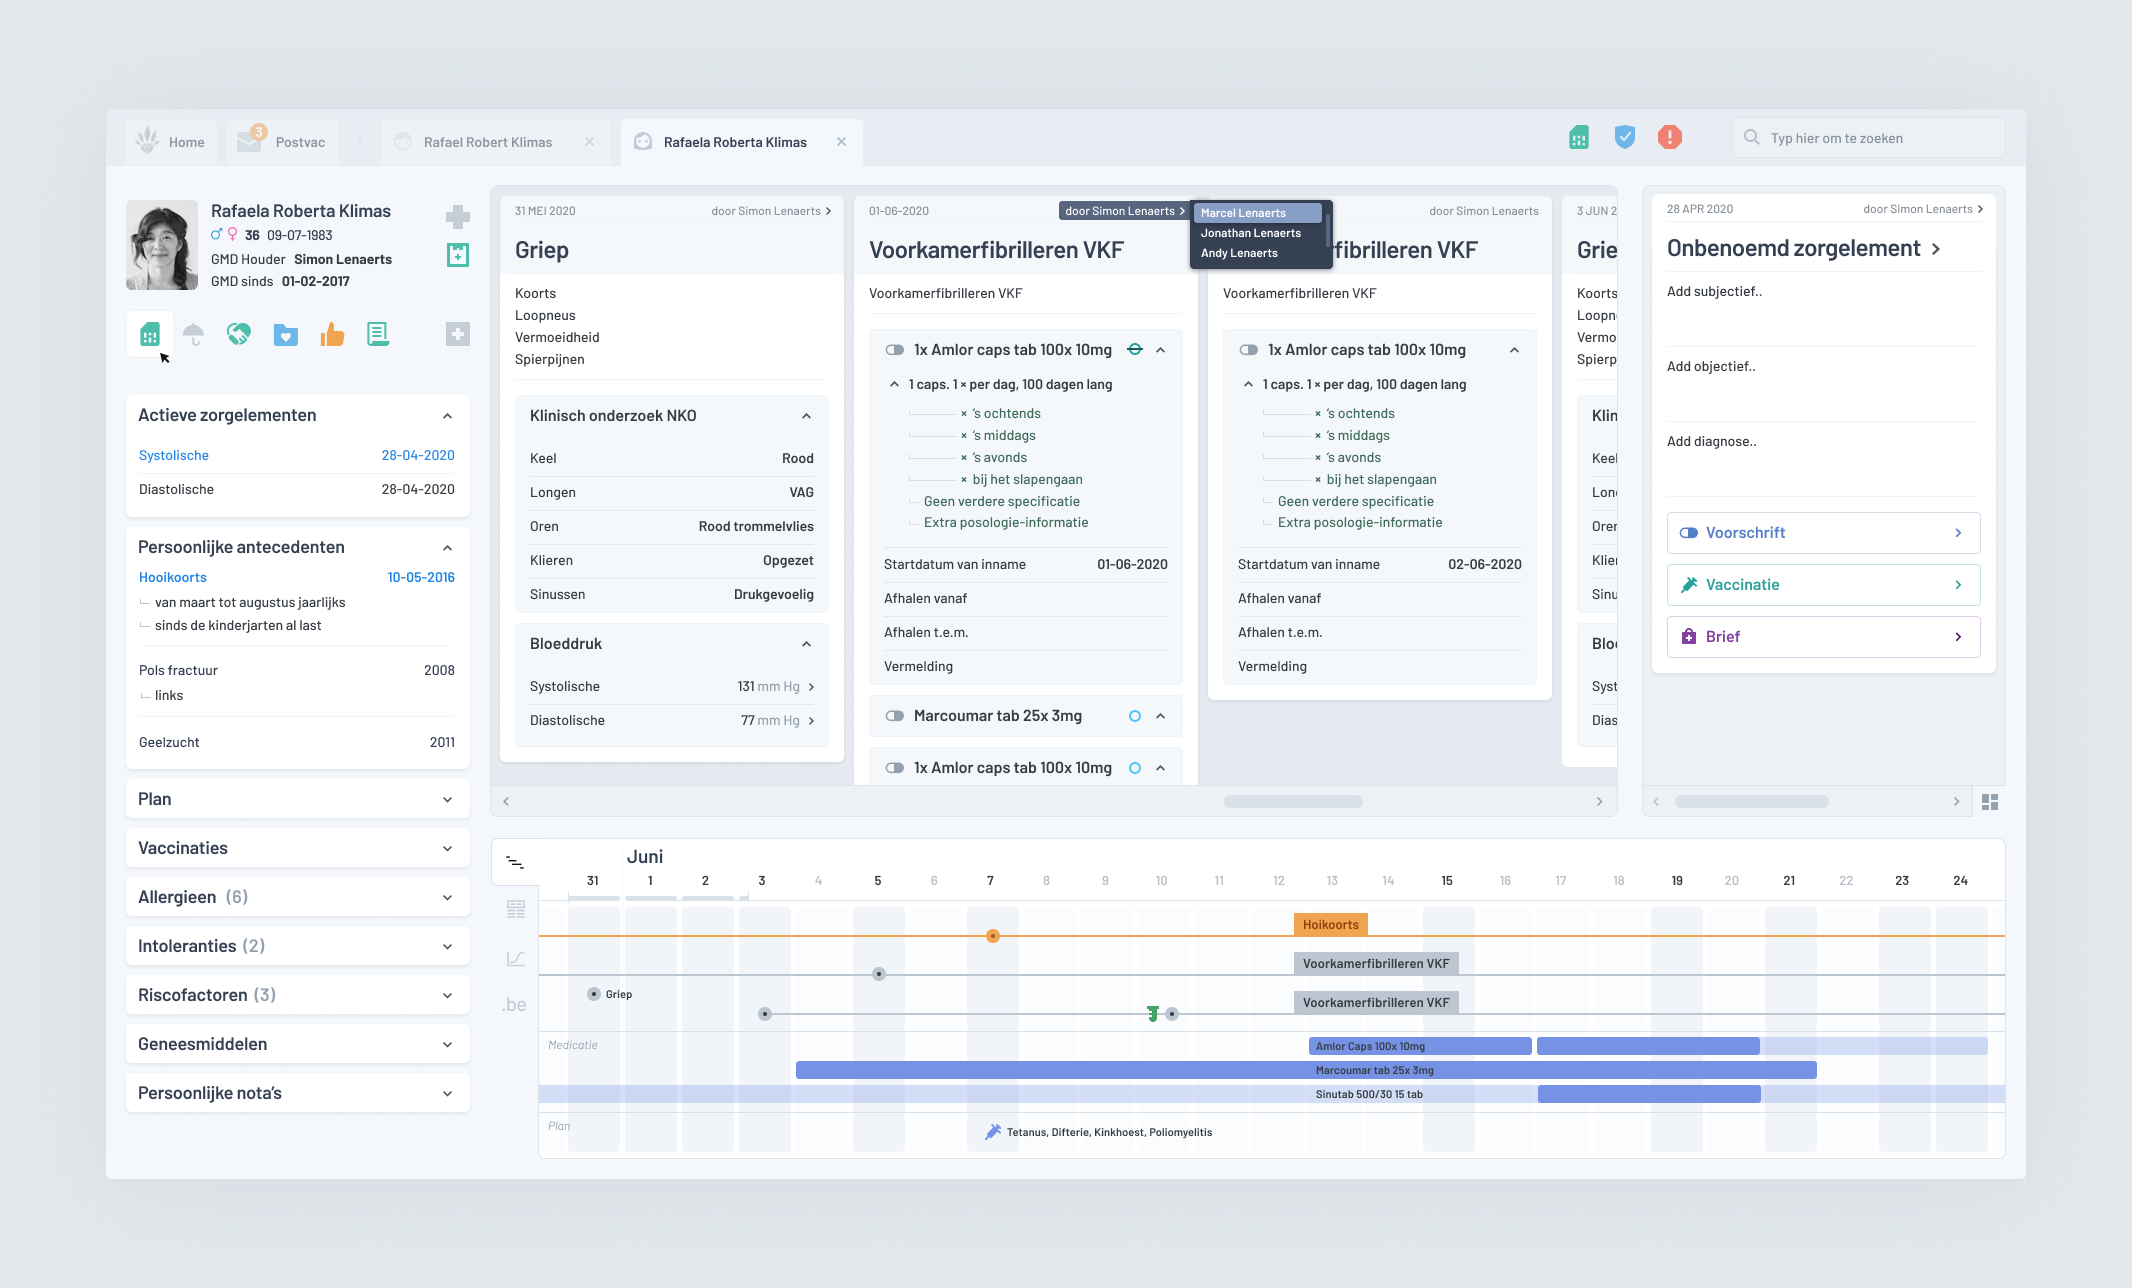 Home
3
Postvac
Rafael Robert Klimas
Rafaela Roberta Klimas
Typ hier om te zoeken
Rafaela Roberta Klimas
36 09-07-1983
GMD Houder Simon Lenaerts
GMD sinds 01-02-2017
Actieve zorgelementen
Systolische 28-04-2020
Diastolische 28-04-2020
Persoonlijke antecedenten
Hooikoorts 10-05-2016
van maart tot augustus jaarlijks
sinds de kinderjarten al last
Pols fractuur 2008
links
Geelzucht 2011
Plan
Vaccinaties
Allergieen (6)
Intoleranties (2)
Riscofactoren (3)
Geneesmiddelen
Persoonlijke nota's
31 MEI 2020 door Simon Lenaerts
Griep
Koorts
Loopneus
Vermoeidheid
Spierpijnen
Klinisch onderzoek NKO
Keel Rood
Longen VAG
Oren Rood trommelvlies
Klieren Opgezet
Sinussen Drukgevoelig
Bloeddruk
Systolische 131 mm Hg
Diastolische 77 mm Hg
01-06-2020 door Simon Lenaerts
Marcel Lenaerts
Jonathan Lenaerts
Andy Lenaerts
Voorkamerfibrilleren VKF
Voorkamerfibrilleren VKF
1x Amlor caps tab 100x 10mg
1 caps. 1 × per dag, 100 dagen lang
× 's ochtends
× 's middags
× 's avonds
× bij het slapengaan
Geen verdere specificatie
Extra posologie-informatie
Startdatum van inname 01-06-2020
Afhalen vanaf
Afhalen t.e.m.
Vermelding
Marcoumar tab 25x 3mg
1x Amlor caps tab 100x 10mg
door Simon Lenaerts
fibrilleren VKF
Voorkamerfibrilleren VKF
1x Amlor caps tab 100x 10mg
1 caps. 1 × per dag, 100 dagen lang
× 's ochtends
× 's middags
× 's avonds
× bij het slapengaan
Geen verdere specificatie
Extra posologie-informatie
Startdatum van inname 02-06-2020
Afhalen vanaf
Afhalen t.e.m.
Vermelding
3 JUN 2
Grie
Koorts
Loopn
Vermo
Spierp
Klin
Keel
Lon
Oren
Klier
Sinu
Bloe
Syst
Dias
28 APR 2020 door Simon Lenaerts
Onbenoemd zorgelement
Add subjectief..
Add objectief..
Add diagnose..
Voorschrift
Vaccinatie
Brief
Juni
31 1 2 3 4 5 6 7 8 9 10 11 12 13 14 15 16 17 18 19 20 21 22 23 24
.be
Hoikoorts
Voorkamerfibrilleren VKF
Griep
Voorkamerfibrilleren VKF
Medicatie
Amlor Caps 100x 10mg
Marcoumar tab 25x 3mg
Sinutab 500/30 15 tab
Plan
Tetanus, Difterie, Kinkhoest, Poliomyelitis